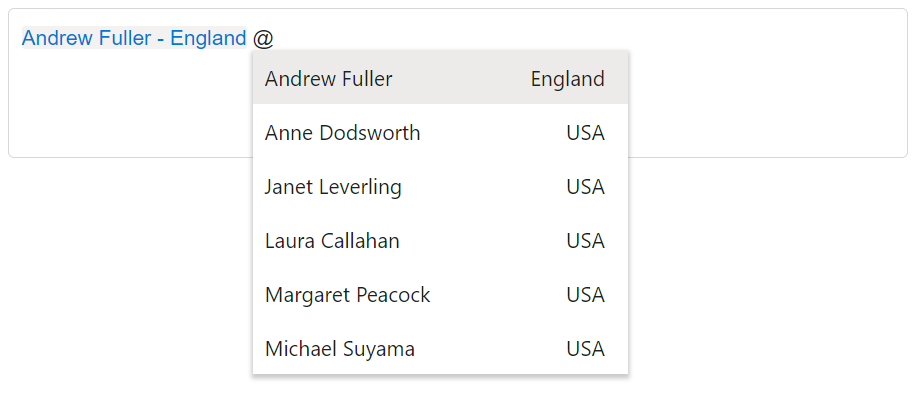 Andrew Fuller - England @
Andrew Fuller England
Anne Dodsworth USA
Janet Leverling USA
Laura Callahan USA
Margaret Peacock USA
Michael Suyama USA